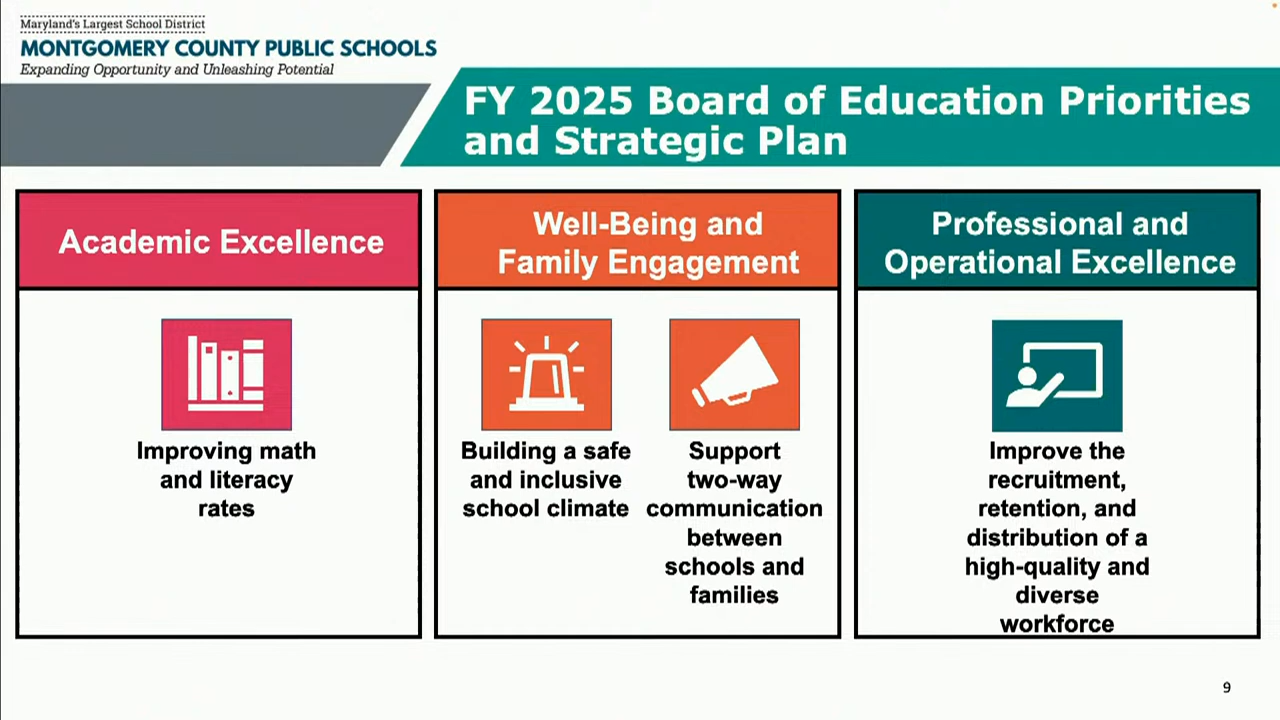 Maryland's Largest School District
MONTGOMERY COUNTY PUBLIC SCHOOLS
Expanding Opportunity and Unleashing Potential
FY 2025 Board of Education Priorities
and Strategic Plan
Academic Excellence
Improving math
and literacy
rates
Well-Being and
Family Engagement
Building a safe
and inclusive
school climate
Support
two-way
communication
between
schools and
families
Professional and
Operational Excellence
Improve the
recruitment,
retention, and
distribution of a
high-quality and
diverse
workforce
9